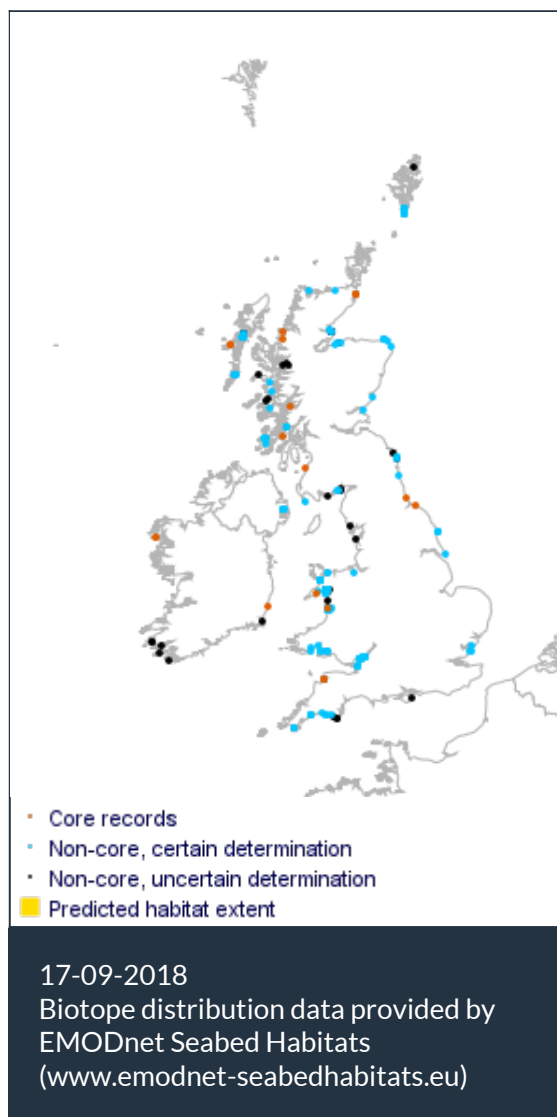 Core records
Non-core, certain determination
Non-core, uncertain determination
Predicted habitat extent
17-09-2018
Biotope distribution data provided by
EMODnet Seabed Habitats
(www.emodnet-seabedhabitats.eu)